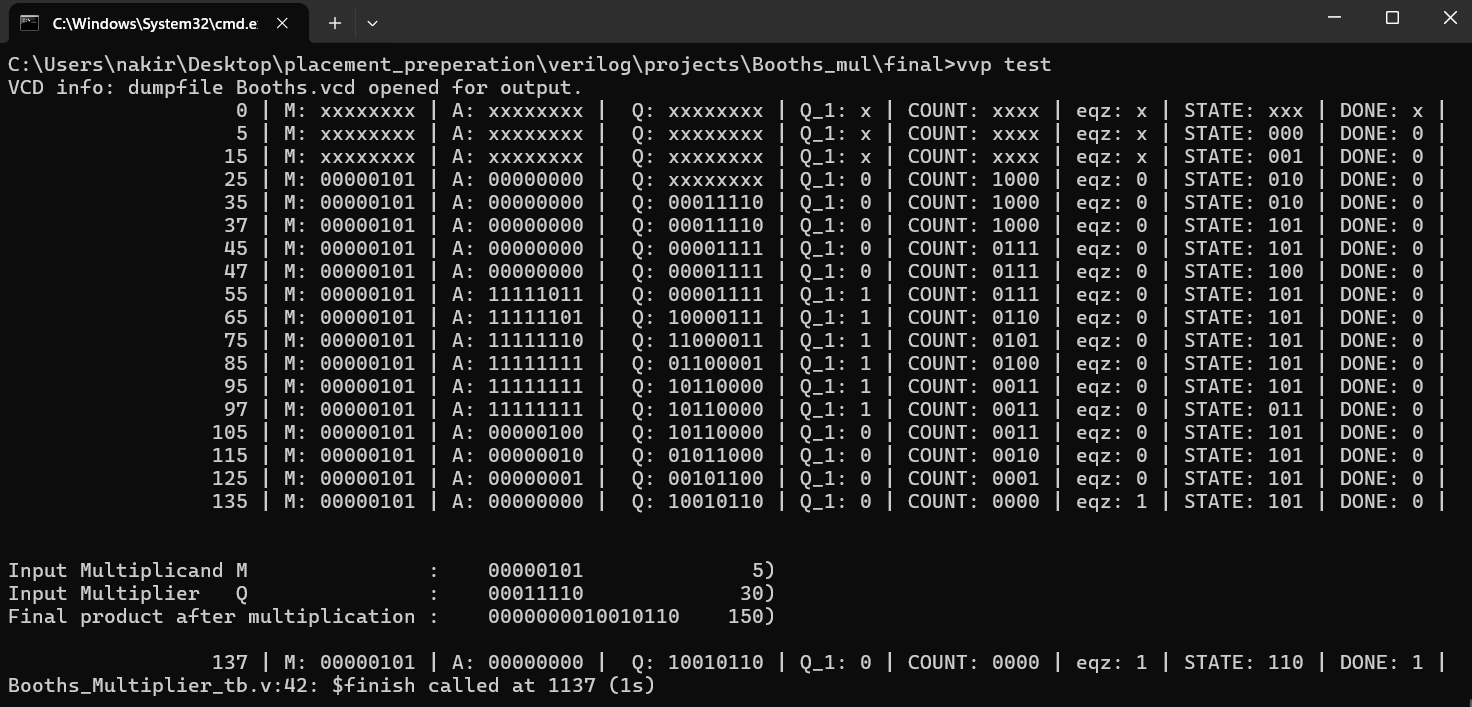 C:\Windows\System32\cmd.e
C:\Users\nakir\Desktop\placement_preperation\verilog\projects\Booths_mul\final>vvp test
VCD info: dumpfile Booths.vcd opened for output.
0 | M: xxxxxxxx | A: xxxxxxxx |  Q: xxxxxxxx | Q_1: x | COUNT: xxxx | eqz: x | STATE: xxx | DONE: x |
5 | M: xxxxxxxx | A: xxxxxxxx |  Q: xxxxxxxx | Q_1: x | COUNT: xxxx | eqz: x | STATE: 000 | DONE: 0 |
15 | M: xxxxxxxx | A: xxxxxxxx |  Q: xxxxxxxx | Q_1: x | COUNT: xxxx | eqz: x | STATE: 001 | DONE: 0 |
25 | M: 00000101 | A: 00000000 |  Q: xxxxxxxx | Q_1: 0 | COUNT: 1000 | eqz: 0 | STATE: 010 | DONE: 0 |
35 | M: 00000101 | A: 00000000 |  Q: 00011110 | Q_1: 0 | COUNT: 1000 | eqz: 0 | STATE: 010 | DONE: 0 |
37 | M: 00000101 | A: 00000000 |  Q: 00011110 | Q_1: 0 | COUNT: 1000 | eqz: 0 | STATE: 101 | DONE: 0 |
45 | M: 00000101 | A: 00000000 |  Q: 00001111 | Q_1: 0 | COUNT: 0111 | eqz: 0 | STATE: 101 | DONE: 0 |
47 | M: 00000101 | A: 00000000 |  Q: 00001111 | Q_1: 0 | COUNT: 0111 | eqz: 0 | STATE: 100 | DONE: 0 |
55 | M: 00000101 | A: 11111011 |  Q: 00001111 | Q_1: 1 | COUNT: 0111 | eqz: 0 | STATE: 101 | DONE: 0 |
65 | M: 00000101 | A: 11111101 |  Q: 10000111 | Q_1: 1 | COUNT: 0110 | eqz: 0 | STATE: 101 | DONE: 0 |
75 | M: 00000101 | A: 11111110 |  Q: 11000011 | Q_1: 1 | COUNT: 0101 | eqz: 0 | STATE: 101 | DONE: 0 |
85 | M: 00000101 | A: 11111111 |  Q: 01100001 | Q_1: 1 | COUNT: 0100 | eqz: 0 | STATE: 101 | DONE: 0 |
95 | M: 00000101 | A: 11111111 |  Q: 10110000 | Q_1: 1 | COUNT: 0011 | eqz: 0 | STATE: 101 | DONE: 0 |
97 | M: 00000101 | A: 11111111 |  Q: 10110000 | Q_1: 1 | COUNT: 0011 | eqz: 0 | STATE: 011 | DONE: 0 |
105 | M: 00000101 | A: 00000100 |  Q: 10110000 | Q_1: 0 | COUNT: 0011 | eqz: 0 | STATE: 101 | DONE: 0 |
115 | M: 00000101 | A: 00000010 |  Q: 01011000 | Q_1: 0 | COUNT: 0010 | eqz: 0 | STATE: 101 | DONE: 0 |
125 | M: 00000101 | A: 00000001 |  Q: 00101100 | Q_1: 0 | COUNT: 0001 | eqz: 0 | STATE: 101 | DONE: 0 |
135 | M: 00000101 | A: 00000000 |  Q: 10010110 | Q_1: 0 | COUNT: 0000 | eqz: 1 | STATE: 101 | DONE: 0 |
Input Multiplicand M               :    00000101              5)
Input Multiplier   Q               :    00011110             30)
Final product after multiplication :    0000000010010110    150)
137 | M: 00000101 | A: 00000000 |  Q: 10010110 | Q_1: 0 | COUNT: 0000 | eqz: 1 | STATE: 110 | DONE: 1 |
Booths_Multiplier_tb.v:42: $finish called at 1137 (1s)